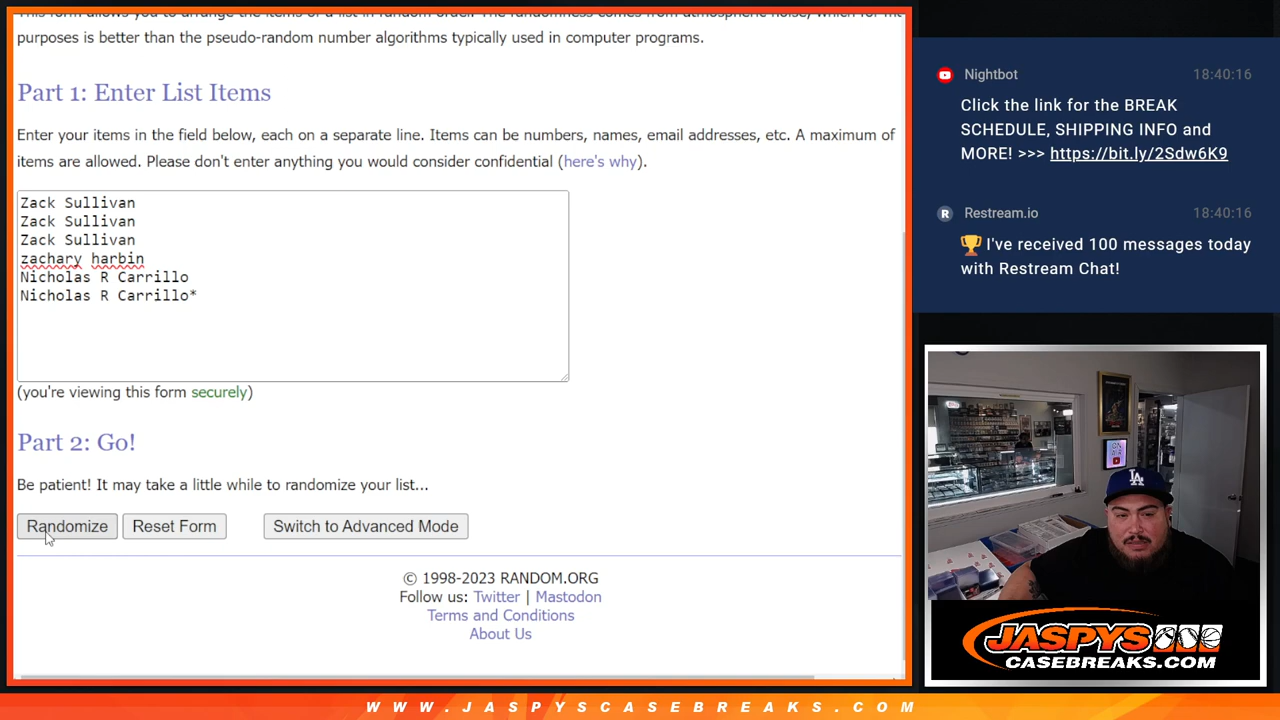 purposes is better than the pseudo-random number algorithms typically used in computer programs.
Part 1: Enter List Items
Enter your items in the field below, each on a separate line. Items can be numbers, names, email addresses, etc. A maximum of
items are allowed. Please don't enter anything you would consider confidential (here's why).
Zack Sullivan
Zack Sullivan
Zack Sullivan
zachary harbin
Nicholas R Carrillo
Nicholas R Carrillo*
(you're viewing this form securely)
Part 2: Go!
Be patient! It may take a little while to randomize your list...
Randomize Reset Form Switch to Advanced Mode
© 1998-2023 RANDOM.ORG
Follow us: Twitter | Mastodon
Terms and Conditions
About Us
Nightbot 18:40:16
Click the link for the BREAK
SCHEDULE, SHIPPING INFO and
MORE! >>> https://bit.ly/2Sdw6K9
R Restream.io 18:40:16
🏆 I've received 100 messages today
with Restream Chat!
ON
AIR
LA
JASPYS
CASEBREAKS.COM
WWW.JASPYSCASEBREAKS.COM